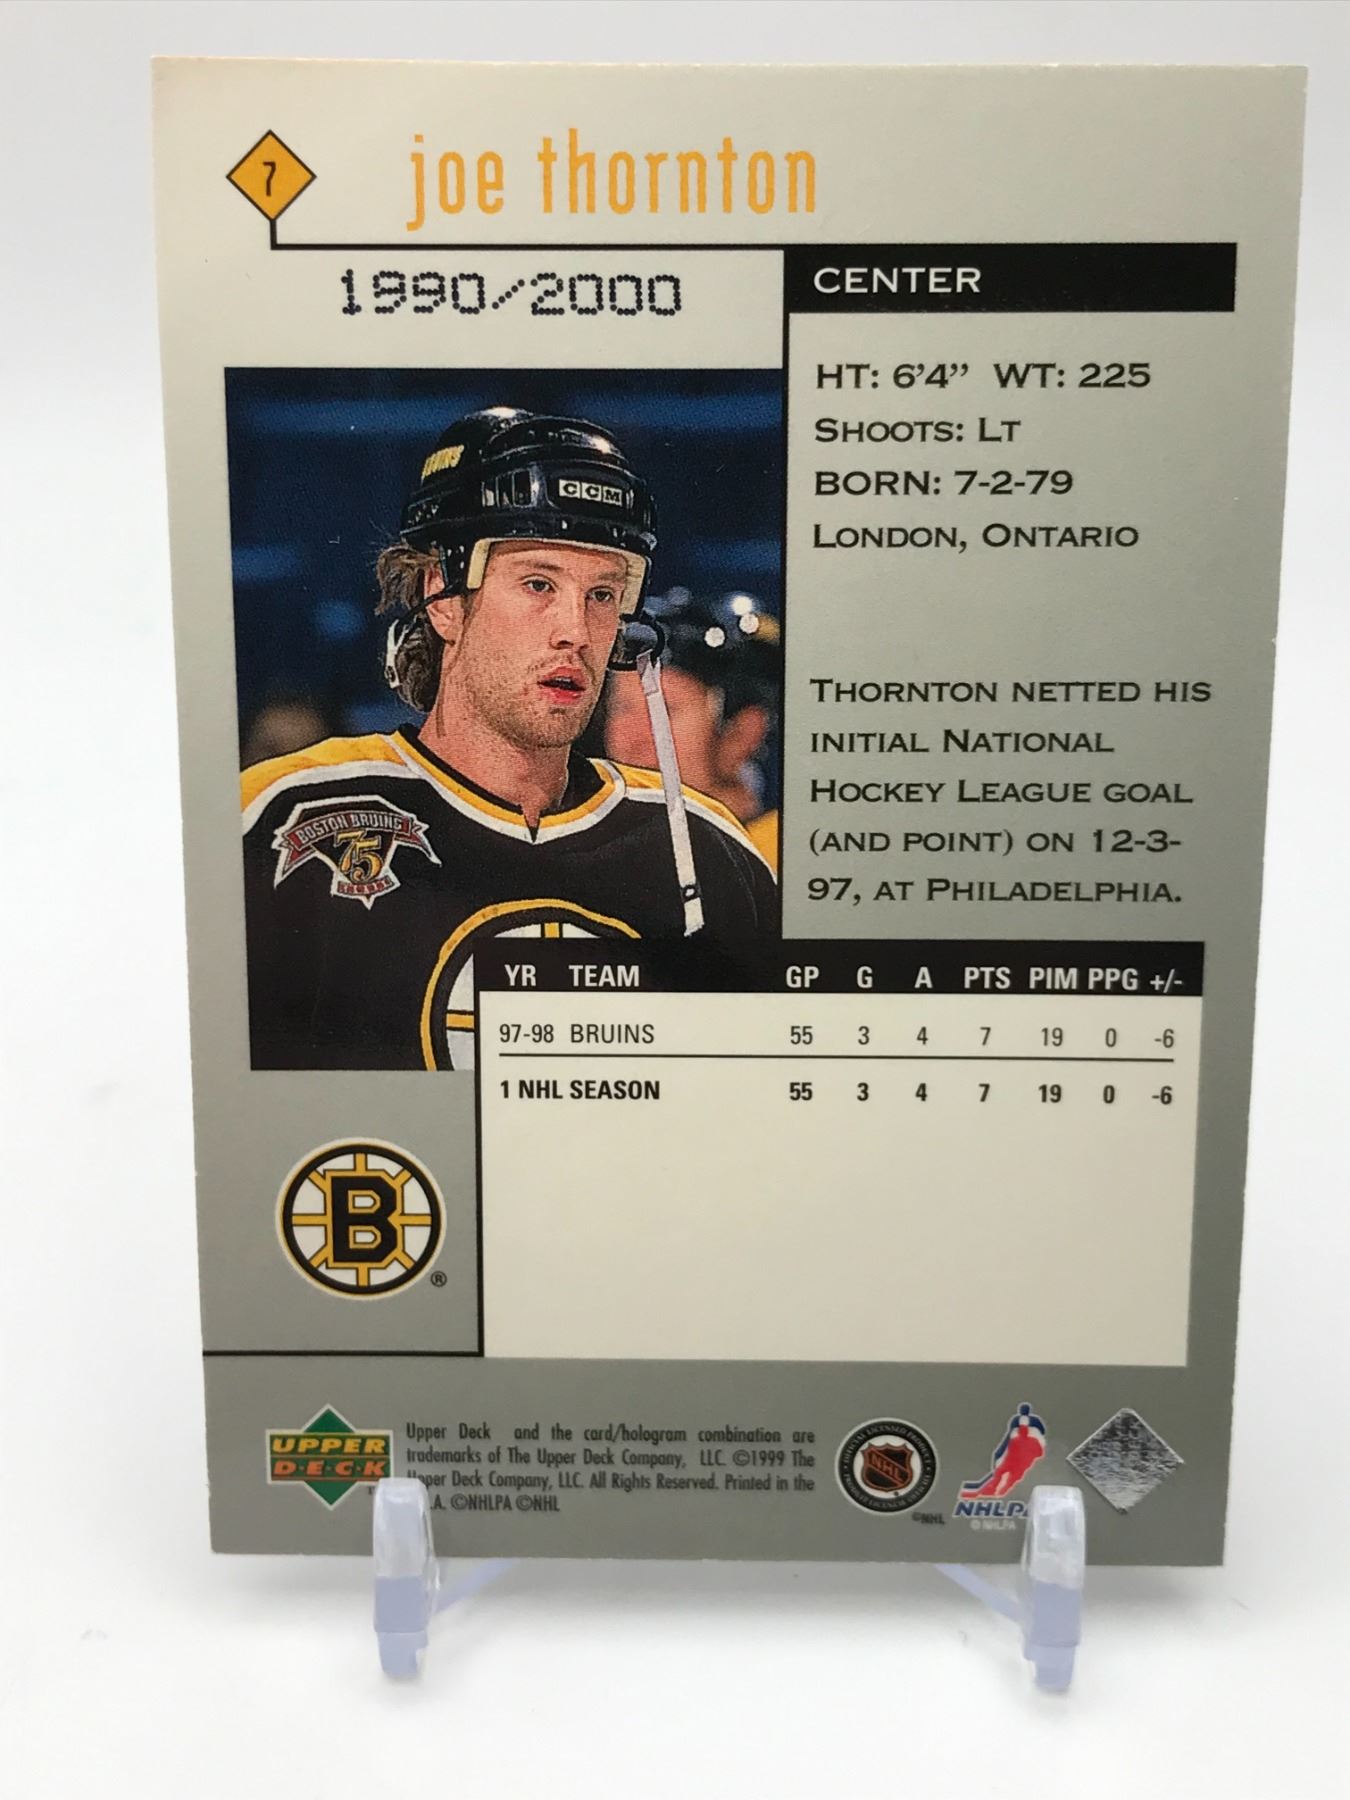 7
joe thornton
1990/2000
CENTER
HT: 6'4" WT: 225
SHOOTS: LT
BORN: 7-2-79
LONDON, ONTARIO
THORNTON NETTED HIS
INITIAL NATIONAL
HOCKEY LEAGUE GOAL
(AND POINT) ON 12-3-
97, AT PHILADELPHIA.
BRUINS
CCM
BOSTON BRUINS
75
YR TEAM GP G A PTS PIM PPG +/-
97-98 BRUINS 55 3 4 7 19 0 -6
1 NHL SEASON 55 3 4 7 19 0 -6
B
®
UPPER
D·E·C·K
Upper Deck and the card/hologram combination are
trademarks of The Upper Deck Company, LLC. ©1999 The
Upper Deck Company, LLC. All Rights Reserved. Printed in the
.A. ©NHLPA ©NHL
NHL
©NHL
NHLP
©NHLPA